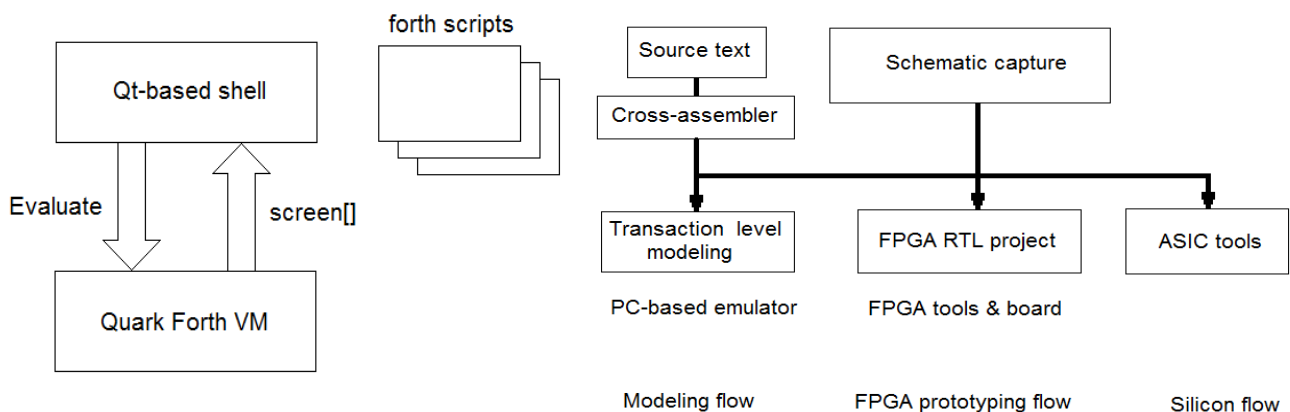 forth scripts
Qt-based shell
Evaluate
screen[]
Quark Forth VM
Source text
Cross-assembler
Schematic capture
Transaction level
modeling
FPGA RTL project
ASIC tools
PC-based emulator
FPGA tools & board
Modeling flow
FPGA prototyping flow
Silicon flow